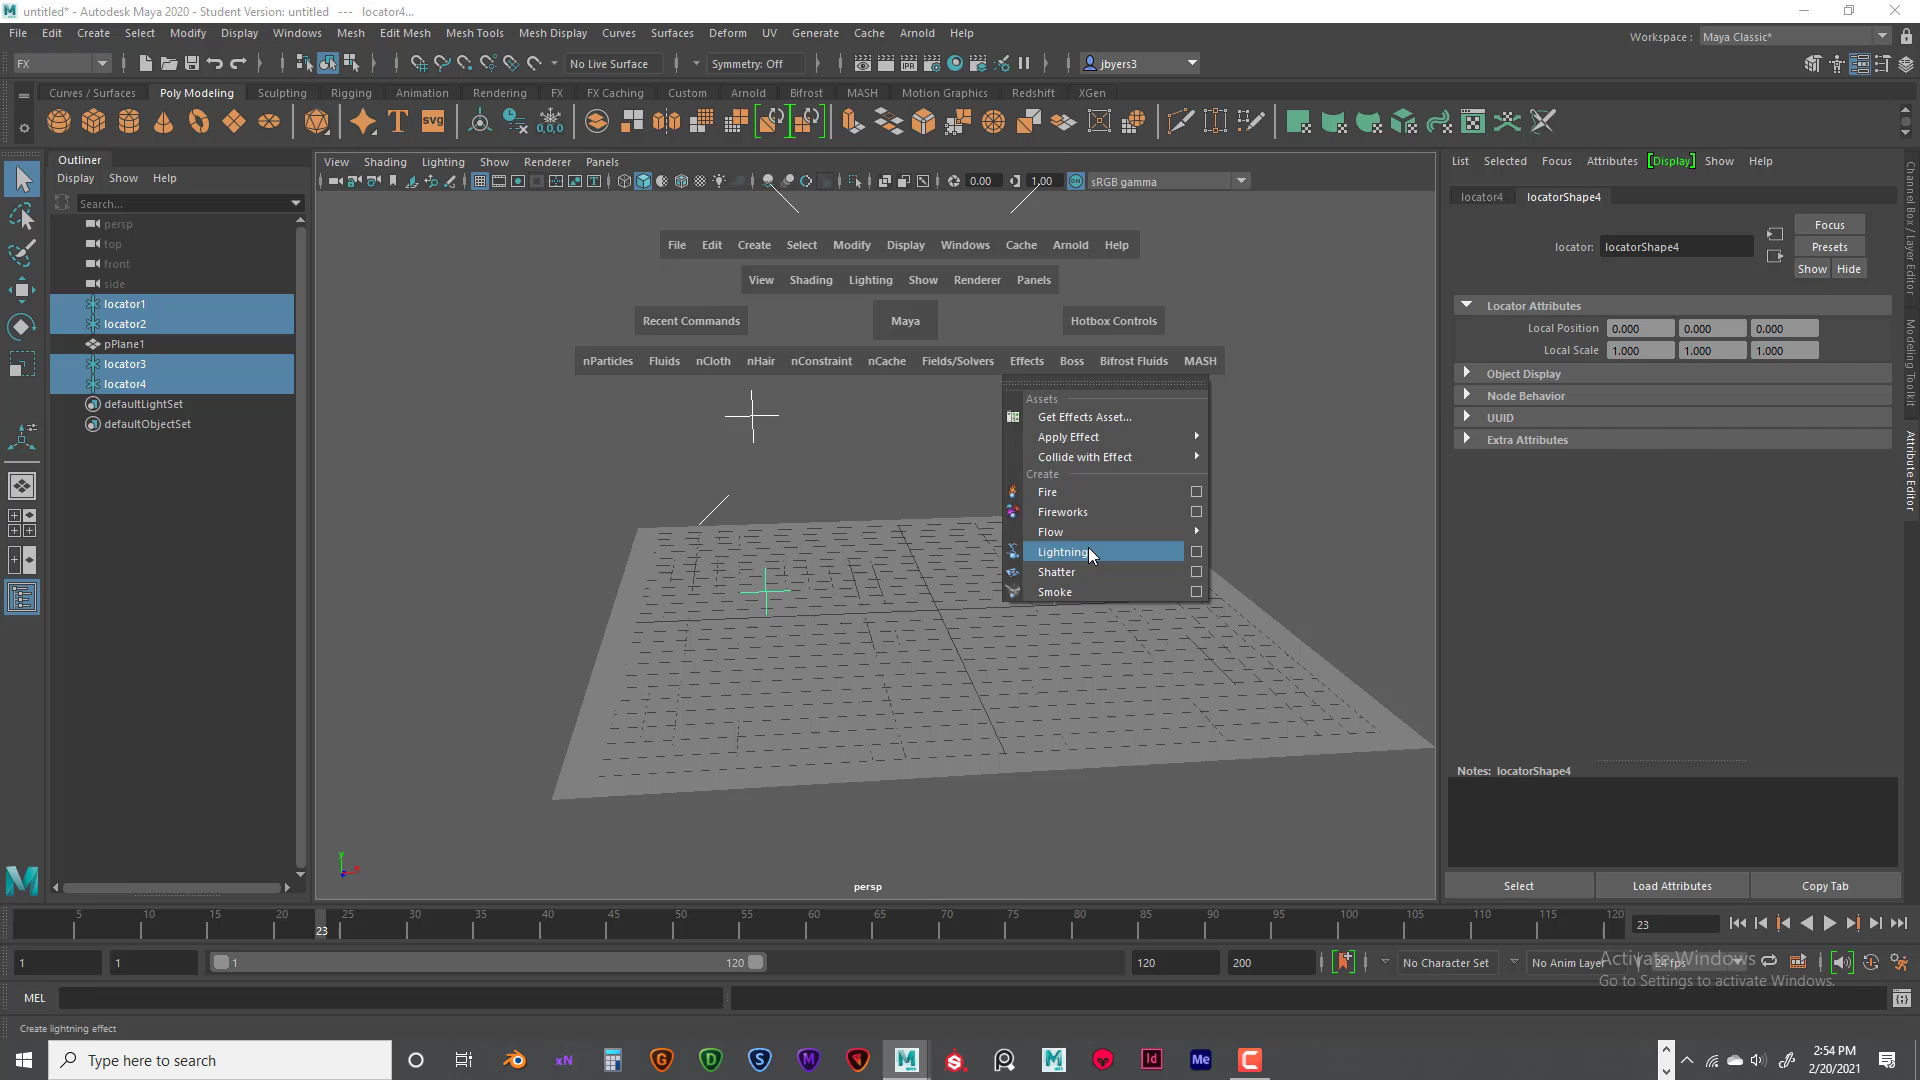 untitled* - Autodesk Maya 2020 - Student Version: untitled --- locator4...
File Edit Create Select Modify Display Windows Mesh Edit Mesh Mesh Tools Mesh Display Curves Surfaces Deform UV Generate Cache Arnold Help
Workspace : Maya Classic*
FX
No Live Surface
Symmetry: Off
jbyers3
Curves / Surfaces Poly Modeling Sculpting Rigging Animation Rendering FX FX Caching Custom Arnold Bifrost MASH Motion Graphics Redshift XGen
Outliner
Display Show Help
Search...
persp
top
front
side
locator1
locator2
pPlane1
locator3
locator4
defaultLightSet
defaultObjectSet
View Shading Lighting Show Renderer Panels
0.00 1.00 sRGB gamma
File Edit Create Select Modify Display Windows Cache Arnold Help
View Shading Lighting Show Renderer Panels
Recent Commands Maya Hotbox Controls
nParticles Fluids nCloth nHair nConstraint nCache Fields/Solvers Effects Boss Bifrost Fluids MASH
Assets
Get Effects Asset...
Apply Effect
Collide with Effect
Create
Fire
Fireworks
Flow
Lightning
Shatter
Smoke
persp
List Selected Focus Attributes Display Show Help
locator4 locatorShape4
locator: locatorShape4
Focus
Presets
Show Hide
Locator Attributes
Local Position 0.000 0.000 0.000
Local Scale 1.000 1.000 1.000
Object Display
Node Behavior
UUID
Extra Attributes
Notes: locatorShape4
Select Load Attributes Copy Tab
Channel Box / Layer Editor
Modeling Toolkit
Attribute Editor
5 10 15 20 25 30 35 40 45 50 55 60 65 70 75 80 85 90 95 100 105 110 115 120
23
23
1 1 1 120 120 200
No Character Set
No Anim Layer
24 fps
Activate Windows
Go to Settings to activate Windows.
MEL
Create lightning effect
Type here to search
2:54 PM
2/20/2021